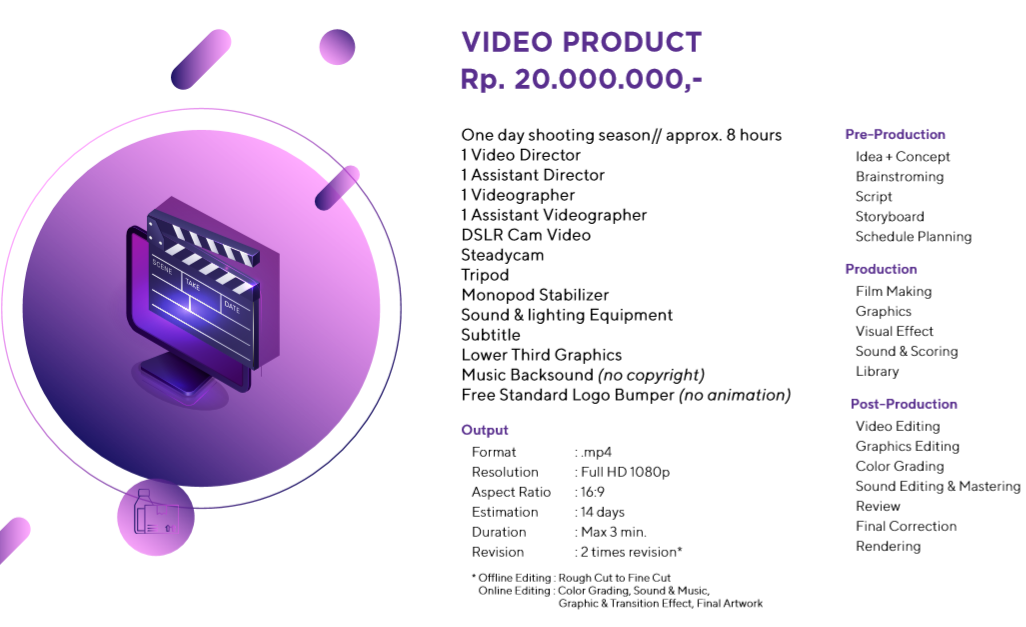 VIDEO PRODUCT
Rp. 20.000.000,-
One day shooting season// approx. 8 hours
1 Video Director
1 Assistant Director
1 Videographer
1 Assistant Videographer
DSLR Cam Video
Steadycam
Tripod
Monopod Stabilizer
Sound & lighting Equipment
Subtitle
Lower Third Graphics
Music Backsound (no copyright)
Free Standard Logo Bumper (no animation)
Output
Format : .mp4
Resolution : Full HD 1080p
Aspect Ratio : 16:9
Estimation : 14 days
Duration : Max 3 min.
Revision : 2 times revision*
* Offline Editing : Rough Cut to Fine Cut
Online Editing : Color Grading, Sound & Music,
Graphic & Transition Effect, Final Artwork
Pre-Production
Idea + Concept
Brainstroming
Script
Storyboard
Schedule Planning
Production
Film Making
Graphics
Visual Effect
Sound & Scoring
Library
Post-Production
Video Editing
Graphics Editing
Color Grading
Sound Editing & Mastering
Review
Final Correction
Rendering
SCENE
TAKE
DATE